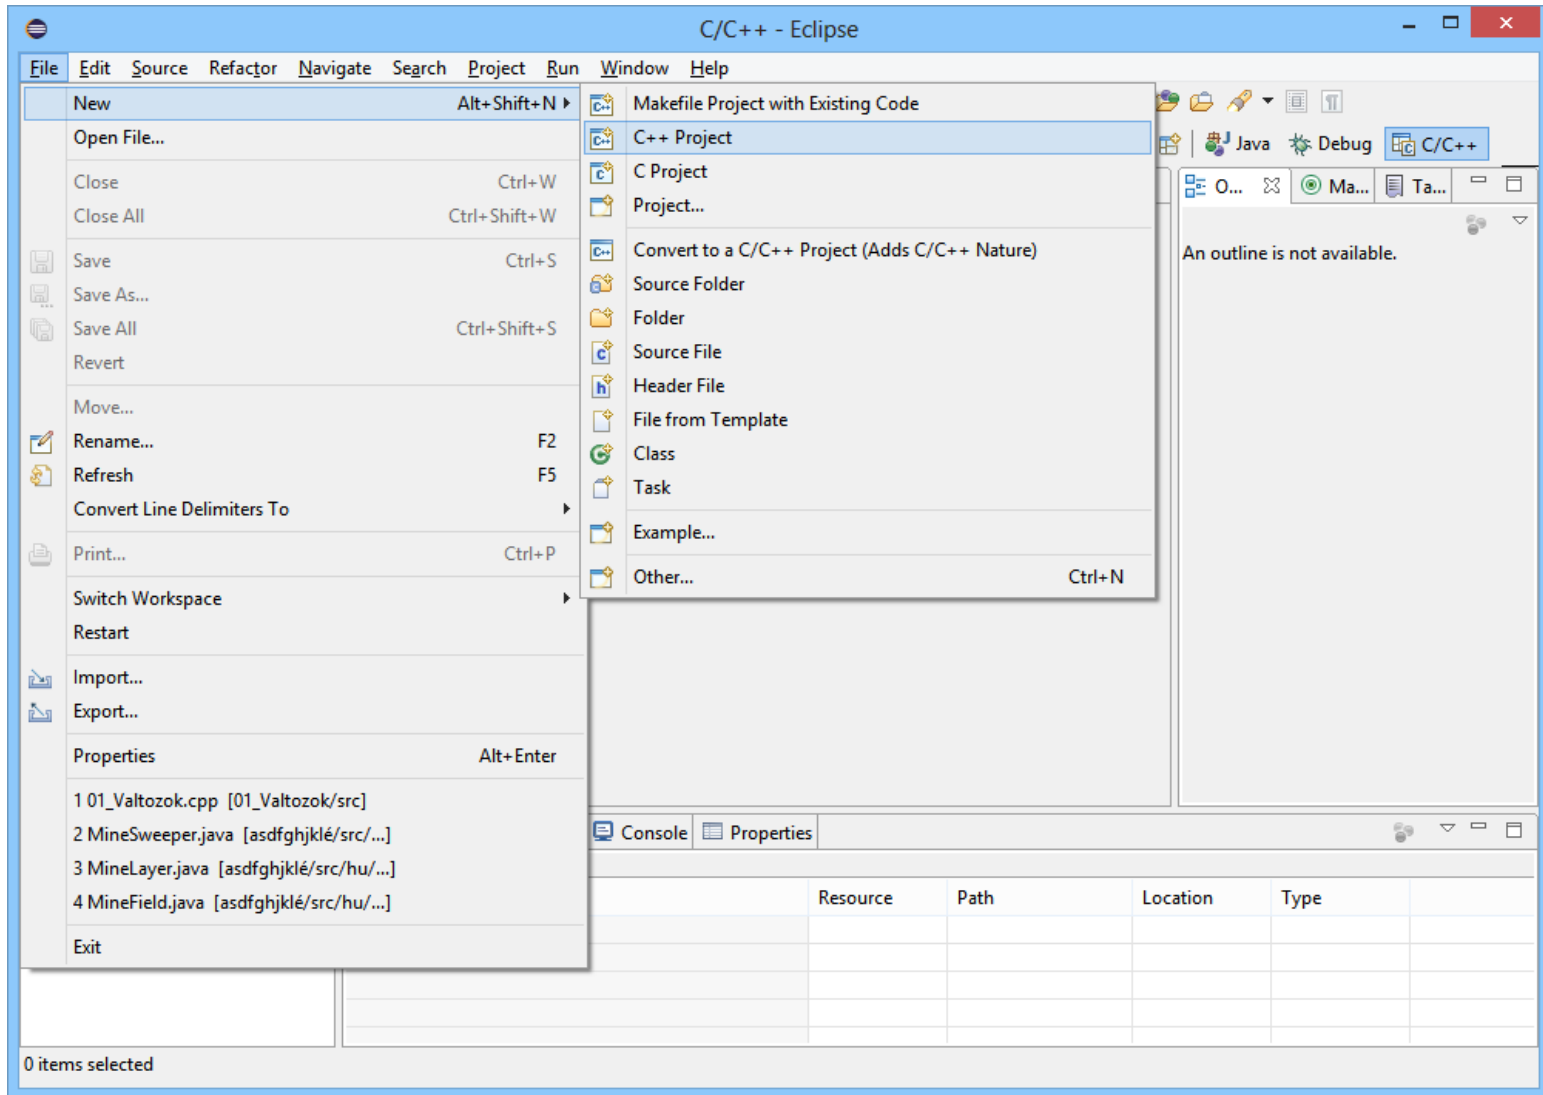 C/C++ - Eclipse
File Edit Source Refactor Navigate Search Project Run Window Help
New Alt+Shift+N
Open File...
Close Ctrl+W
Close All Ctrl+Shift+W
Save Ctrl+S
Save As...
Save All Ctrl+Shift+S
Revert
Move...
Rename... F2
Refresh F5
Convert Line Delimiters To
Print... Ctrl+P
Switch Workspace
Restart
Import...
Export...
Properties Alt+Enter
1 01_Valtozok.cpp [01_Valtozok/src]
2 MineSweeper.java [asdfghjklé/src/...]
3 MineLayer.java [asdfghjklé/src/hu/...]
4 MineField.java [asdfghjklé/src/hu/...]
Exit
Makefile Project with Existing Code
C++ Project
C Project
Project...
Convert to a C/C++ Project (Adds C/C++ Nature)
Source Folder
Folder
Source File
Header File
File from Template
Class
Task
Example...
Other... Ctrl+N
Java Debug C/C++
O... Ma... Ta...
An outline is not available.
Console Properties
Resource Path Location Type
0 items selected